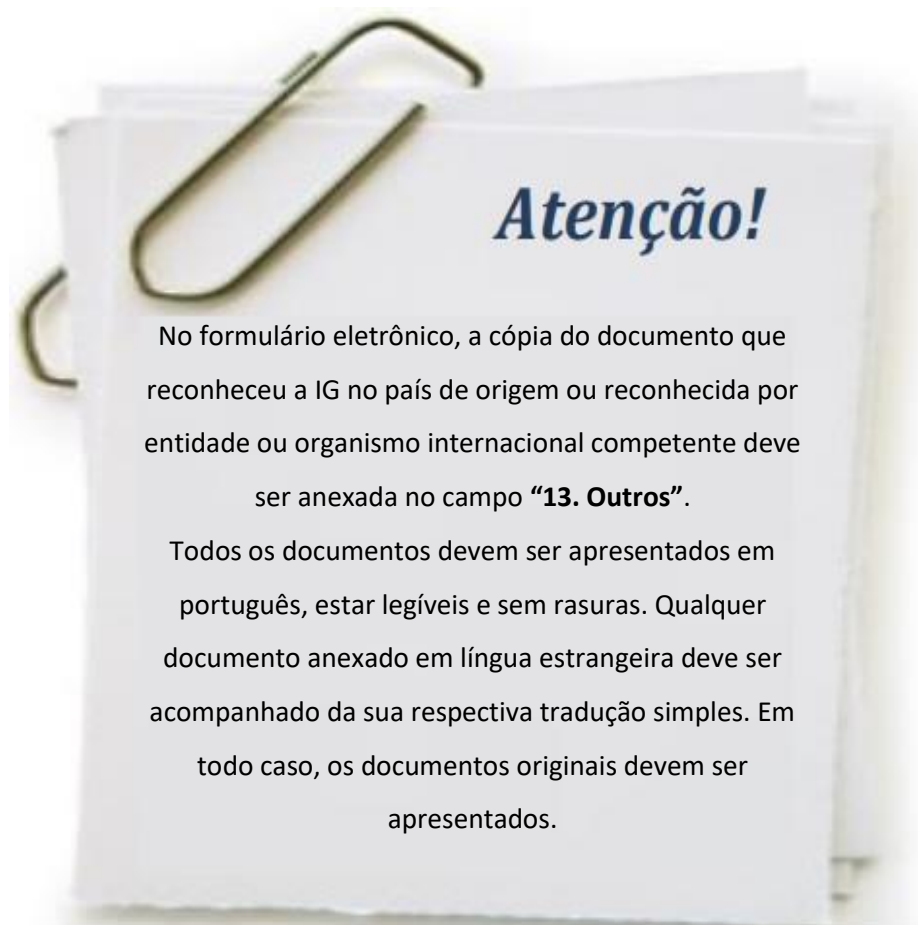 Atenção!
No formulário eletrônico, a cópia do documento que
reconheceu a IG no país de origem ou reconhecida por
entidade ou organismo internacional competente deve
ser anexada no campo “13. Outros”.
Todos os documentos devem ser apresentados em
português, estar legíveis e sem rasuras. Qualquer
documento anexado em língua estrangeira deve ser
acompanhado da sua respectiva tradução simples. Em
todo caso, os documentos originais devem ser
apresentados.